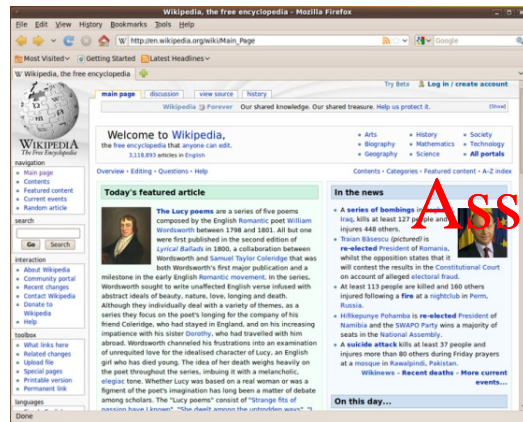 Wikipedia, the free encyclopedia - Mozilla Firefox
File Edit View History Bookmarks Tools Help
http://en.wikipedia.org/wiki/Main_Page
Google
Most Visited Getting Started Latest Headlines
W Wikipedia, the free encyclopedia
Try Beta Log in / create account
main page discussion view source history
Wikipedia Forever Our shared knowledge. Our shared treasure. Help us protect it. [Show]
WIKIPEDIA
The Free Encyclopedia
navigation
Main page
Contents
Featured content
Current events
Random article
search
Go Search
interaction
About Wikipedia
Community portal
Recent changes
Contact Wikipedia
Donate to
Wikipedia
Help
toolbox
What links here
Related changes
Upload file
Special pages
Printable version
Permanent link
languages
Welcome to Wikipedia,
the free encyclopedia that anyone can edit.
3,118,893 articles in English
Arts
Biography
Geography
History
Mathematics
Science
Society
Technology
All portals
Overview · Editing · Questions · Help
Contents · Categories · Featured content · A-Z index
Today's featured article
The Lucy poems are a series of five poems
composed by the English Romantic poet William
Wordsworth between 1798 and 1801. All but one
were first published in the second edition of
Lyrical Ballads in 1800, a collaboration between
Wordsworth and Samuel Taylor Coleridge that was
both Wordsworth's first major publication and a
milestone in the early English Romantic movement. In the series,
Wordsworth sought to write unaffected English verse infused with
abstract ideals of beauty, nature, love, longing and death.
Although they individually deal with a variety of themes, as a
series they focus on the poet's longing for the company of his
friend Coleridge, who had stayed in England, and on his increasing
impatience with his sister Dorothy, who had travelled with him
abroad. Wordsworth channeled his frustrations into an examination
of unrequited love for the idealised character of Lucy, an English
girl who has died young. The idea of her death weighs heavily on
the poet throughout the series, imbuing it with a melancholic,
elegiac tone. Whether Lucy was based on a real woman or was a
figment of the poet's imagination has long been a matter of debate
among scholars. The "Lucy poems" consist of "Strange fits of
passion have I known", "She dwelt among the untrodden ways", "I
In the news
Ass
A series of bombings in
Iraq, kills at least 127 people and
injures 448 others.
Traian Băsescu (pictured) is
re-elected President of Romania,
whilst the opposition states that it
will contest the results in the Constitutional Court
on account of alleged electoral fraud.
At least 113 people are killed and 160 others
injured following a fire at a nightclub in Perm,
Russia.
Hifikepunye Pohamba is re-elected President of
Namibia and the SWAPO Party wins a majority of
seats in the National Assembly.
A suicide attack kills at least 37 people and
injures more than 80 others during Friday prayers
at a mosque in Rawalpindi, Pakistan.
Wikinews – Recent deaths – More current
events...
On this day...
Done